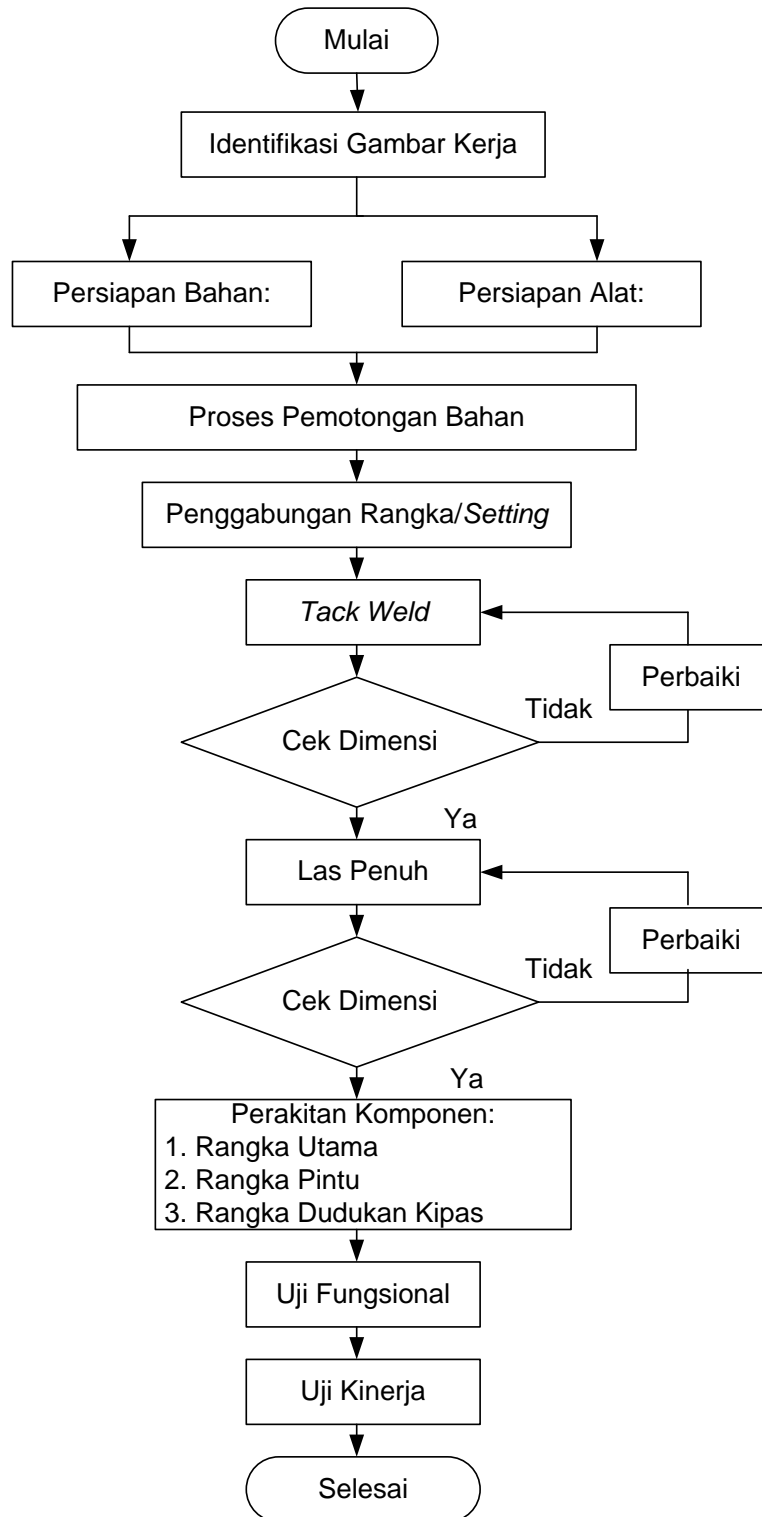 Mulai
Identifikasi Gambar Kerja
Persiapan Bahan:
Persiapan Alat:
Proses Pemotongan Bahan
Penggabungan Rangka/Setting
Tack Weld
Perbaiki
Tidak
Cek Dimensi
Ya
Las Penuh
Perbaiki
Tidak
Cek Dimensi
Ya
Perakitan Komponen:
1. Rangka Utama
2. Rangka Pintu
3. Rangka Dudukan Kipas
Uji Fungsional
Uji Kinerja
Selesai